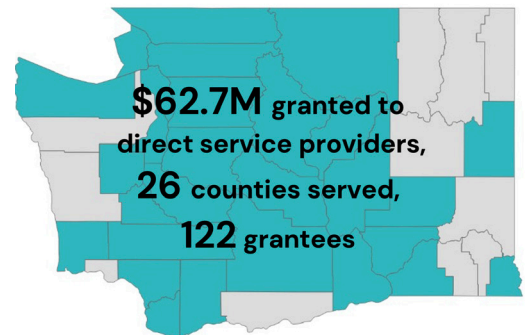 $62.7M granted to
direct service providers,
26 counties served,
122 grantees